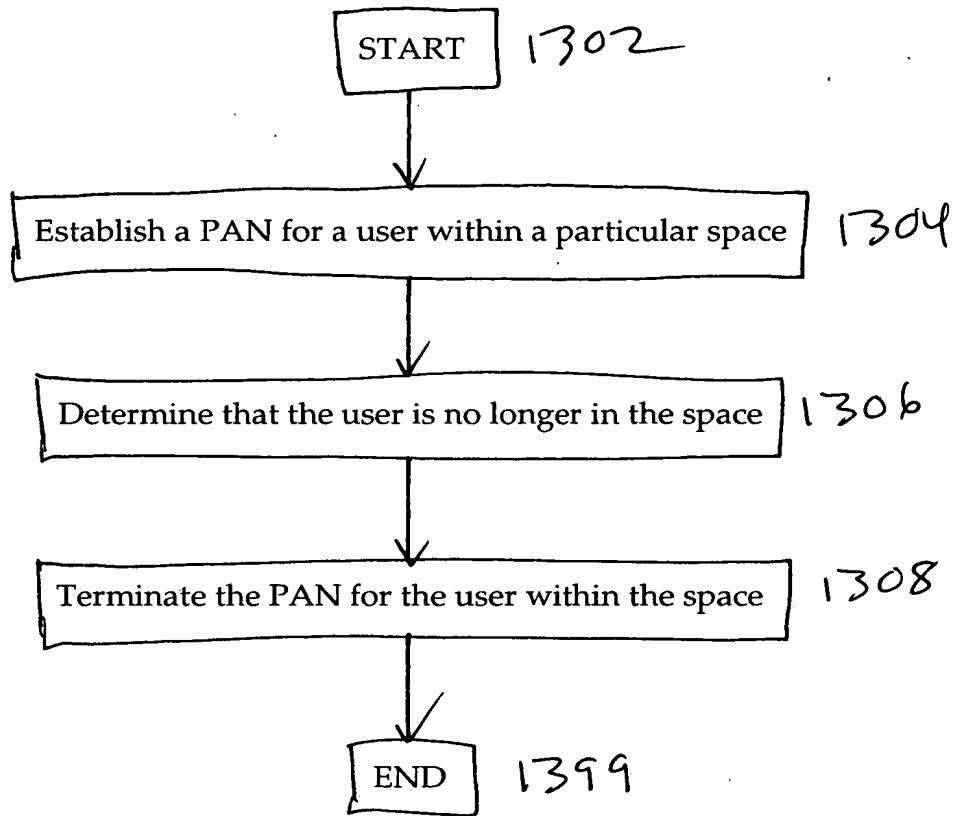 START 1302
Establish a PAN for a user within a particular space 1304
Determine that the user is no longer in the space 1306
Terminate the PAN for the user within the space 1308
END 1399